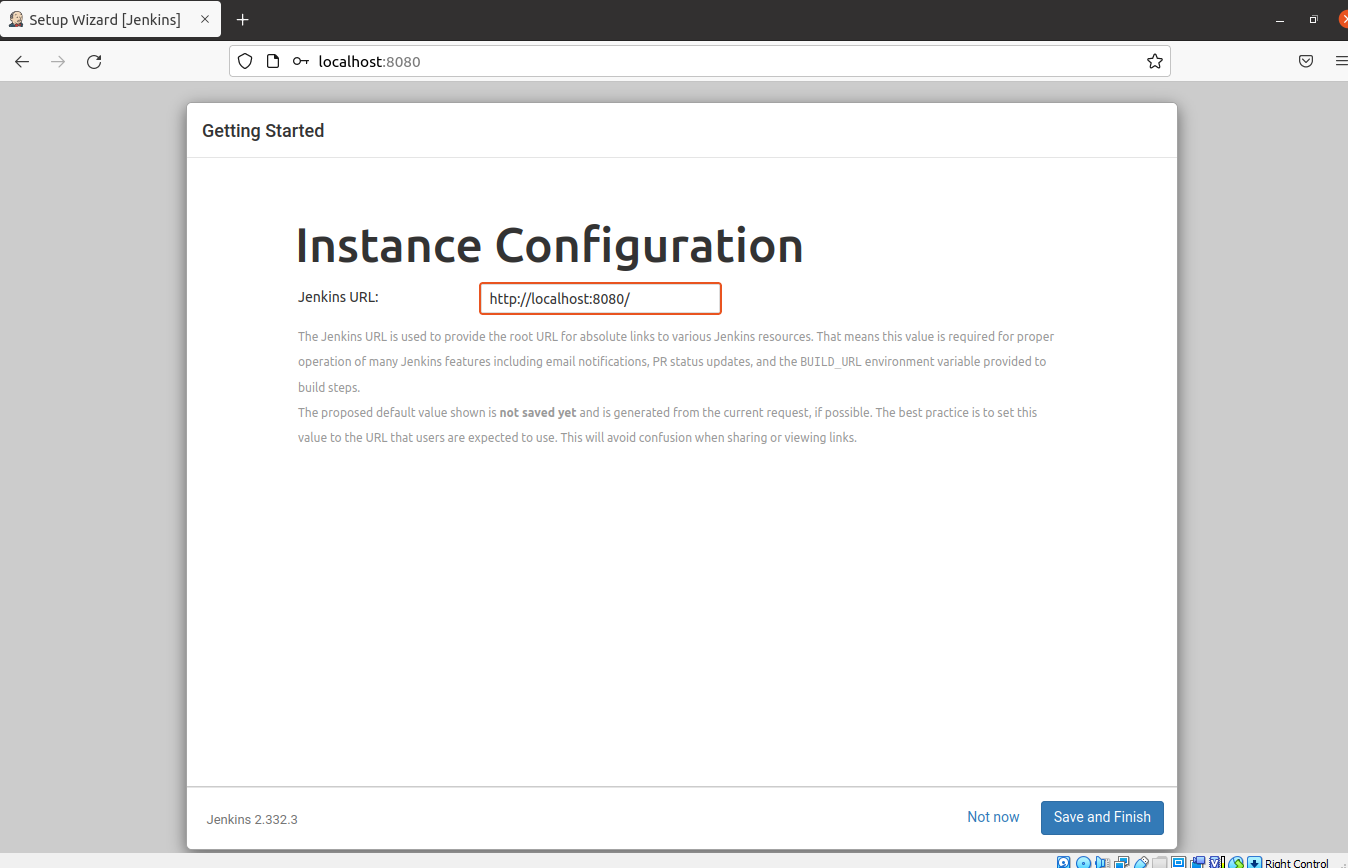 Setup Wizard [Jenkins]
localhost:8080
Getting Started
Instance Configuration
Jenkins URL: http://localhost:8080/
The Jenkins URL is used to provide the root URL for absolute links to various Jenkins resources. That means this value is required for proper
operation of many Jenkins features including email notifications, PR status updates, and the BUILD_URL environment variable provided to
build steps.
The proposed default value shown is not saved yet and is generated from the current request, if possible. The best practice is to set this
value to the URL that users are expected to use. This will avoid confusion when sharing or viewing links.
Jenkins 2.332.3 Not now Save and Finish
Right Control